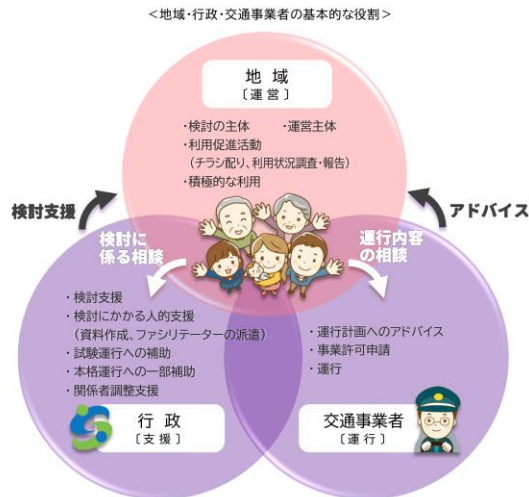 ＜地域・行政・交通事業者の基本的な役割＞
地 域
〔 運 営 〕
・検討の主体　・運営主体
・利用促進活動
（チラシ配り、利用状況調査・報告）
・積極的な利用
検討支援
アドバイス
検討に
係る相談
運行内容
の相談
・検討支援
・検討にかかる人的支援
（資料作成、ファシリテーターの派遣）
・試験運行への補助
・本格運行への一部補助
・関係者調整支援
行 政
〔 支 援 〕
・運行計画へのアドバイス
・事業許可申請
・運行
交通事業者
〔 運 行 〕